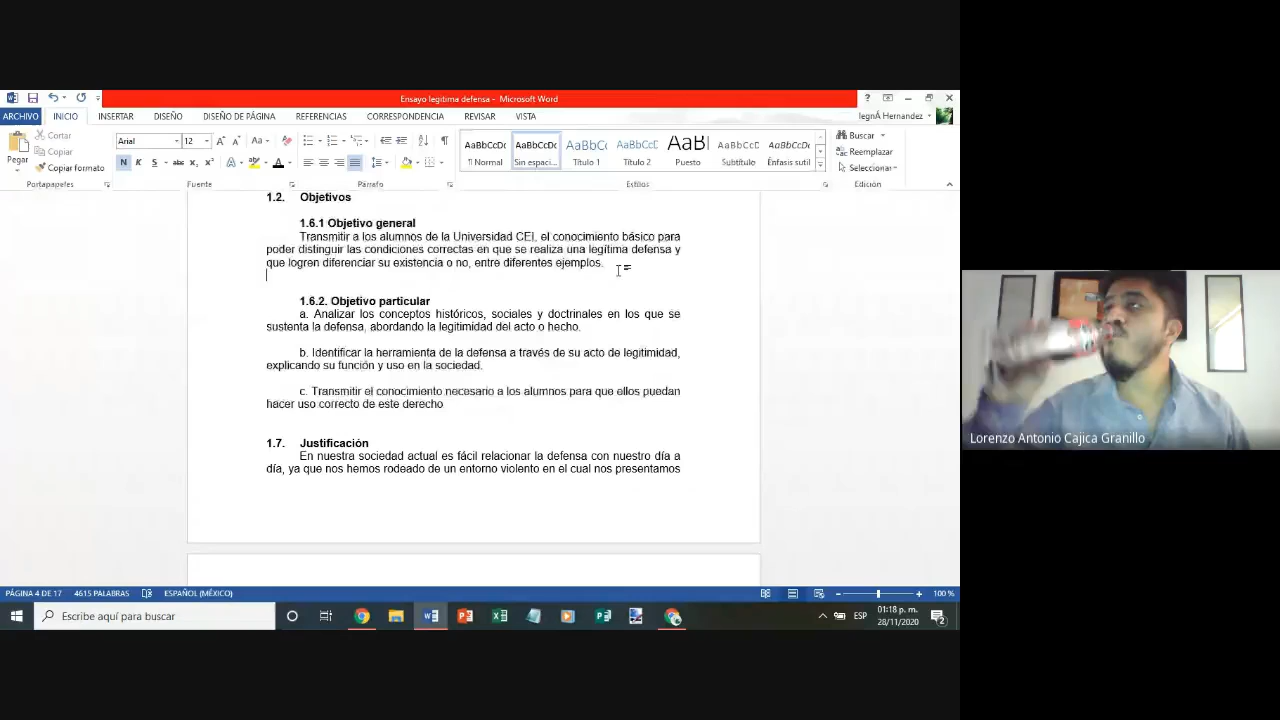 Ensayo legitima defensa - Microsoft Word
ARCHIVO INICIO INSERTAR DISEÑO DISEÑO DE PÁGINA REFERENCIAS CORRESPONDENCIA REVISAR VISTA legnÁ Hernandez
Pegar
Cortar
Copiar
Copiar formato
Portapapeles
Arial 12
Fuente
Párrafo
AaBbCcDc AaBbCcDc AaBbCc AaBbCcC AaBl AaBbCcC AaBbCcDc
¶ Normal Sin espaci... Título 1 Título 2 Puesto Subtítulo Énfasis sutil
Estilos
Buscar
Reemplazar
Seleccionar
Edición
1.2. Objetivos
1.6.1 Objetivo general
Transmitir a los alumnos de la Universidad CEI, el conocimiento básico para
poder distinguir las condiciones correctas en que se realiza una legítima defensa y
que logren diferenciar su existencia o no, entre diferentes ejemplos.
1.6.2. Objetivo particular
a. Analizar los conceptos históricos, sociales y doctrinales en los que se
sustenta la defensa, abordando la legitimidad del acto o hecho.
b. Identificar la herramienta de la defensa a través de su acto de legitimidad,
explicando su función y uso en la sociedad.
c. Transmitir el conocimiento necesario a los alumnos para que ellos puedan
hacer uso correcto de este derecho
1.7. Justificación
En nuestra sociedad actual es fácil relacionar la defensa con nuestro día a
día, ya que nos hemos rodeado de un entorno violento en el cual nos presentamos
PÁGINA 4 DE 17 4615 PALABRAS ESPAÑOL (MÉXICO) 100 %
Escribe aquí para buscar
ESP
01:18 p. m.
28/11/2020
2
Lorenzo Antonio Cajica Granillo